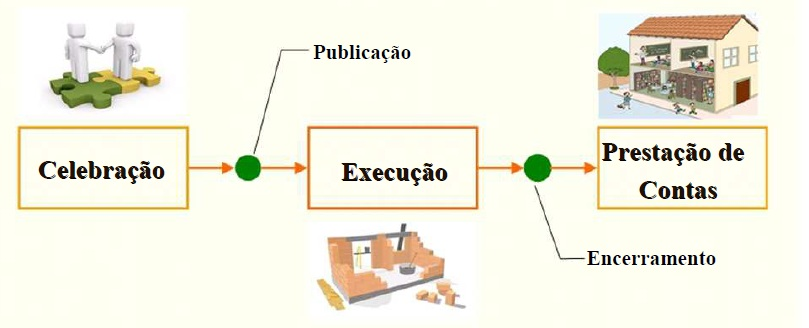 Publicação
Celebração
Execução
Prestação de
Contas
Encerramento